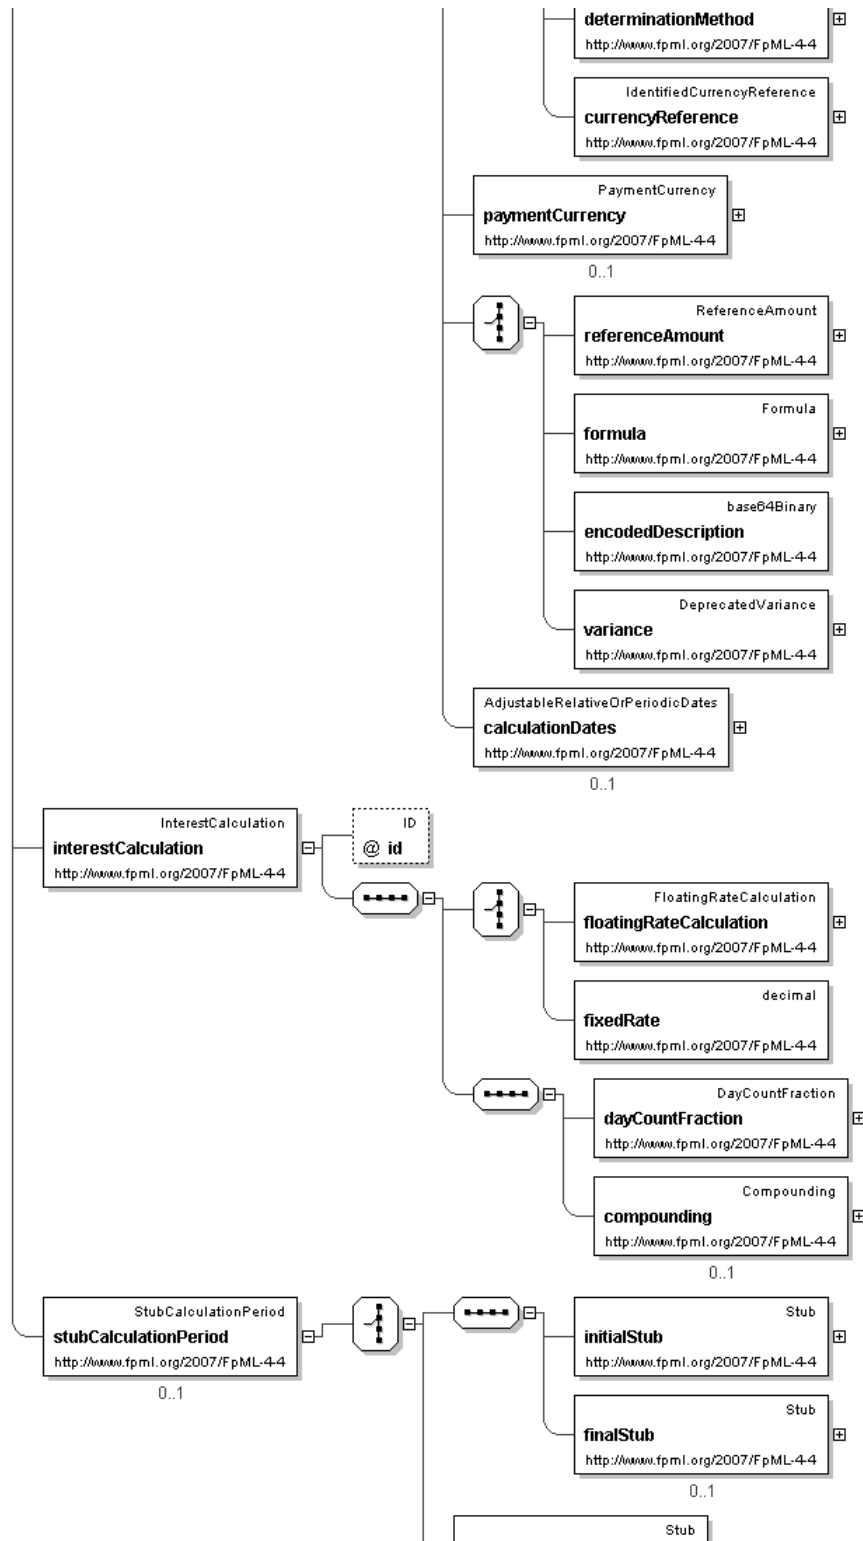 determinationMethod
http://www.fpml.org/2007/FpML-4-4
IdentifiedCurrencyReference
currencyReference
http://www.fpml.org/2007/FpML-4-4
PaymentCurrency
paymentCurrency
http://www.fpml.org/2007/FpML-4-4
0..1
ReferenceAmount
referenceAmount
http://www.fpml.org/2007/FpML-4-4
Formula
formula
http://www.fpml.org/2007/FpML-4-4
base64Binary
encodedDescription
http://www.fpml.org/2007/FpML-4-4
DeprecatedVariance
variance
http://www.fpml.org/2007/FpML-4-4
AdjustableRelativeOrPeriodicDates
calculationDates
http://www.fpml.org/2007/FpML-4-4
0..1
InterestCalculation
interestCalculation
http://www.fpml.org/2007/FpML-4-4
ID
@ id
FloatingRateCalculation
floatingRateCalculation
http://www.fpml.org/2007/FpML-4-4
decimal
fixedRate
http://www.fpml.org/2007/FpML-4-4
DayCountFraction
dayCountFraction
http://www.fpml.org/2007/FpML-4-4
Compounding
compounding
http://www.fpml.org/2007/FpML-4-4
0..1
StubCalculationPeriod
stubCalculationPeriod
http://www.fpml.org/2007/FpML-4-4
0..1
Stub
initialStub
http://www.fpml.org/2007/FpML-4-4
Stub
finalStub
http://www.fpml.org/2007/FpML-4-4
0..1
Stub